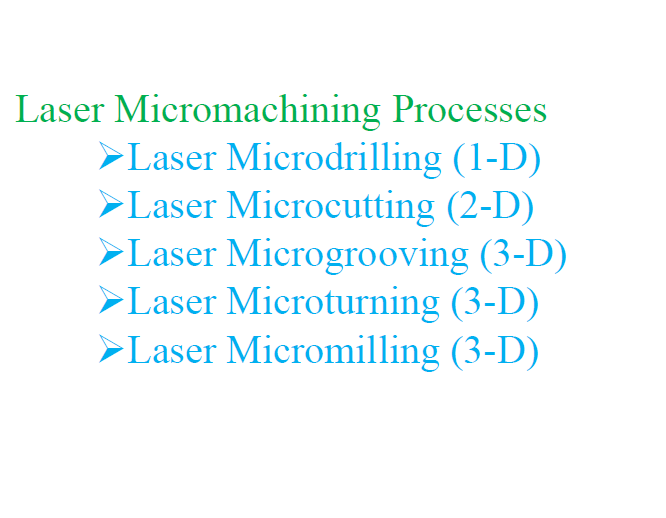 Laser Micromachining Processes
➢Laser Microdrilling (1-D)
➢Laser Microcutting (2-D)
➢Laser Microgrooving (3-D)
➢Laser Microturning (3-D)
➢Laser Micromilling (3-D)